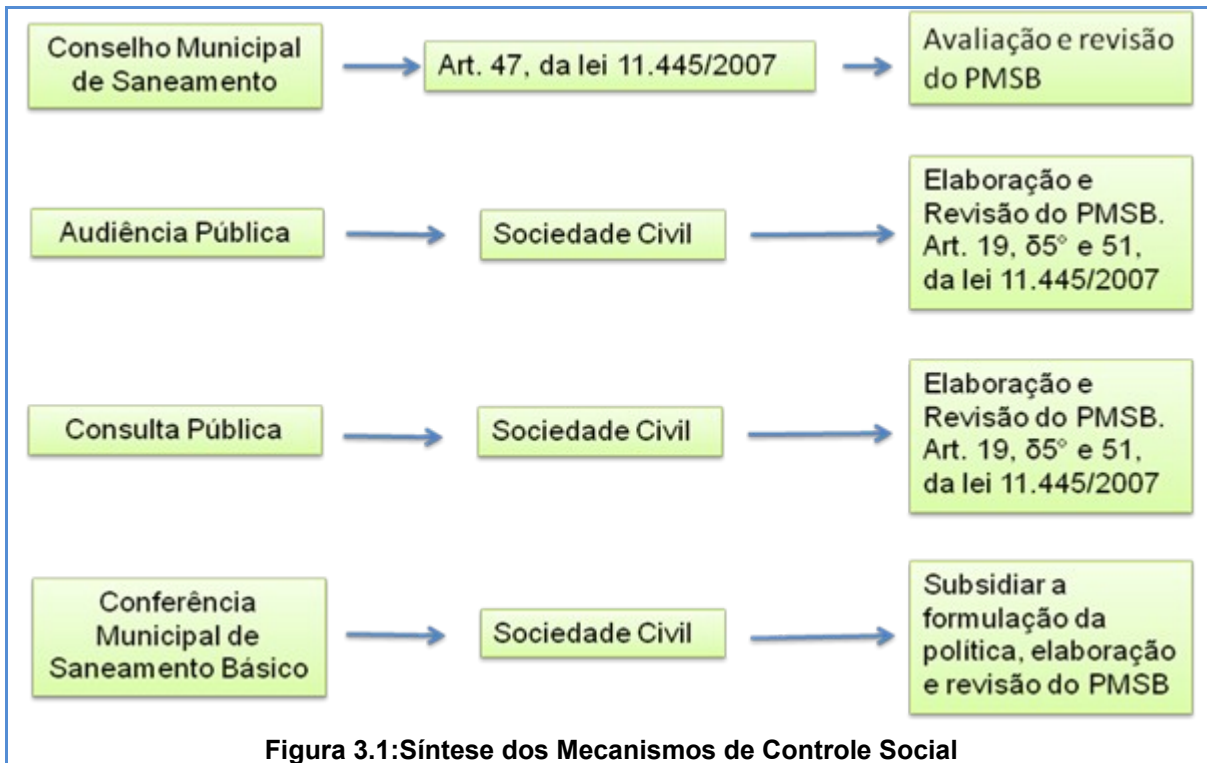 Conselho Municipal
de Saneamento
Art. 47, da lei 11.445/2007
Avaliação e revisão
do PMSB
Audiência Pública
Sociedade Civil
Elaboração e
Revisão do PMSB.
Art. 19, δ5° e 51,
da lei 11.445/2007
Consulta Pública
Sociedade Civil
Elaboração e
Revisão do PMSB.
Art. 19, δ5° e 51,
da lei 11.445/2007
Conferência
Municipal de
Saneamento Básico
Sociedade Civil
Subsidiar a
formulação da
política, elaboração
e revisão do PMSB
Figura 3.1:Síntese dos Mecanismos de Controle Social